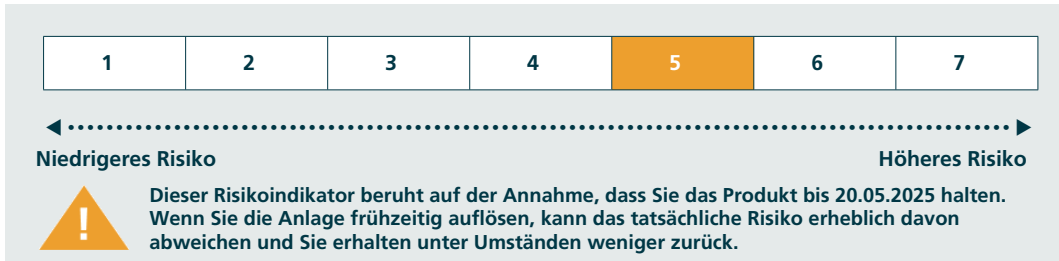 1 2 3 4 5 6 7
Niedrigeres Risiko Höheres Risiko
!
Dieser Risikoindikator beruht auf der Annahme, dass Sie das Produkt bis 20.05.2025 halten.
Wenn Sie die Anlage frühzeitig auflösen, kann das tatsächliche Risiko erheblich davon
abweichen und Sie erhalten unter Umständen weniger zurück.